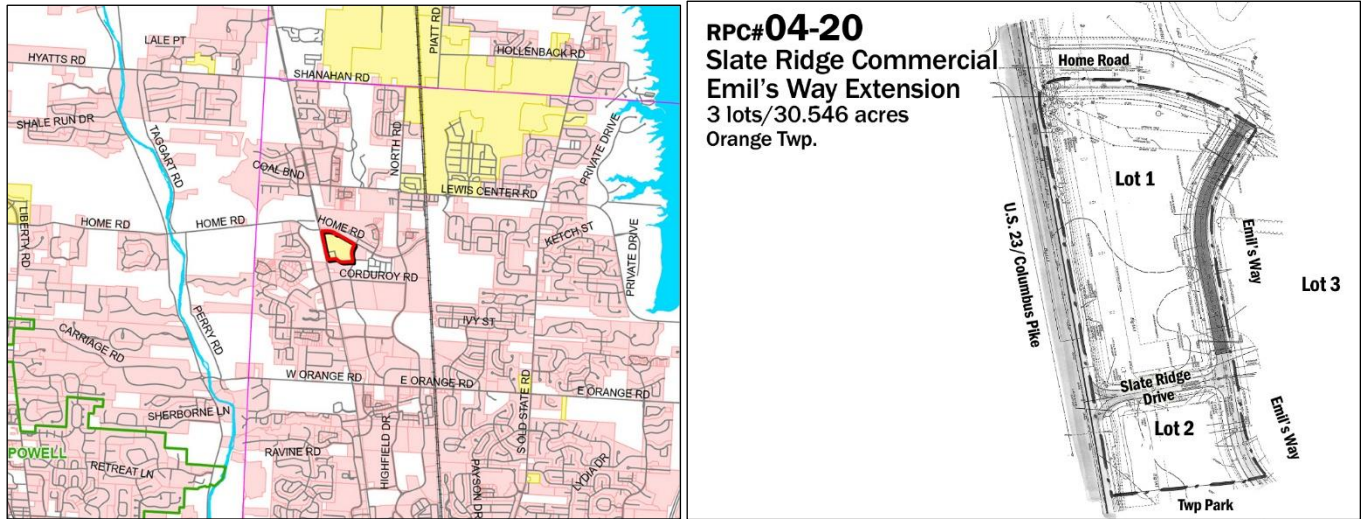 PIATT RD
LALE PT
HOLLENBACK RD
HYATTS RD
SHANAHAN RD
SHALE RUN DR
TAGGART RD
NORTH RD
PRIVATE DRIVE
COAL BND
LEWIS CENTER RD
LIBERTY RD
HOME RD
HOME RD
HOME RD
KETCH ST
PRIVATE DRIVE
CORDUROY RD
PERRY RD
IVY ST
CARRIAGE RD
W ORANGE RD
E ORANGE RD
S OLD STATE RD
E ORANGE RD
SHERBORNE LN
HIGHFIELD DR
POWELL
RAVINE RD
RETREAT LN
PAYSON DR
LYDIA DR
RPC#04-20
Slate Ridge Commercial
Emil's Way Extension
3 lots/30.546 acres
Orange Twp.
Home Road
Lot 1
U.S. 23/Columbus Pike
Emil's Way
Lot 3
Slate Ridge
Drive
Lot 2
Emil's Way
Twp Park